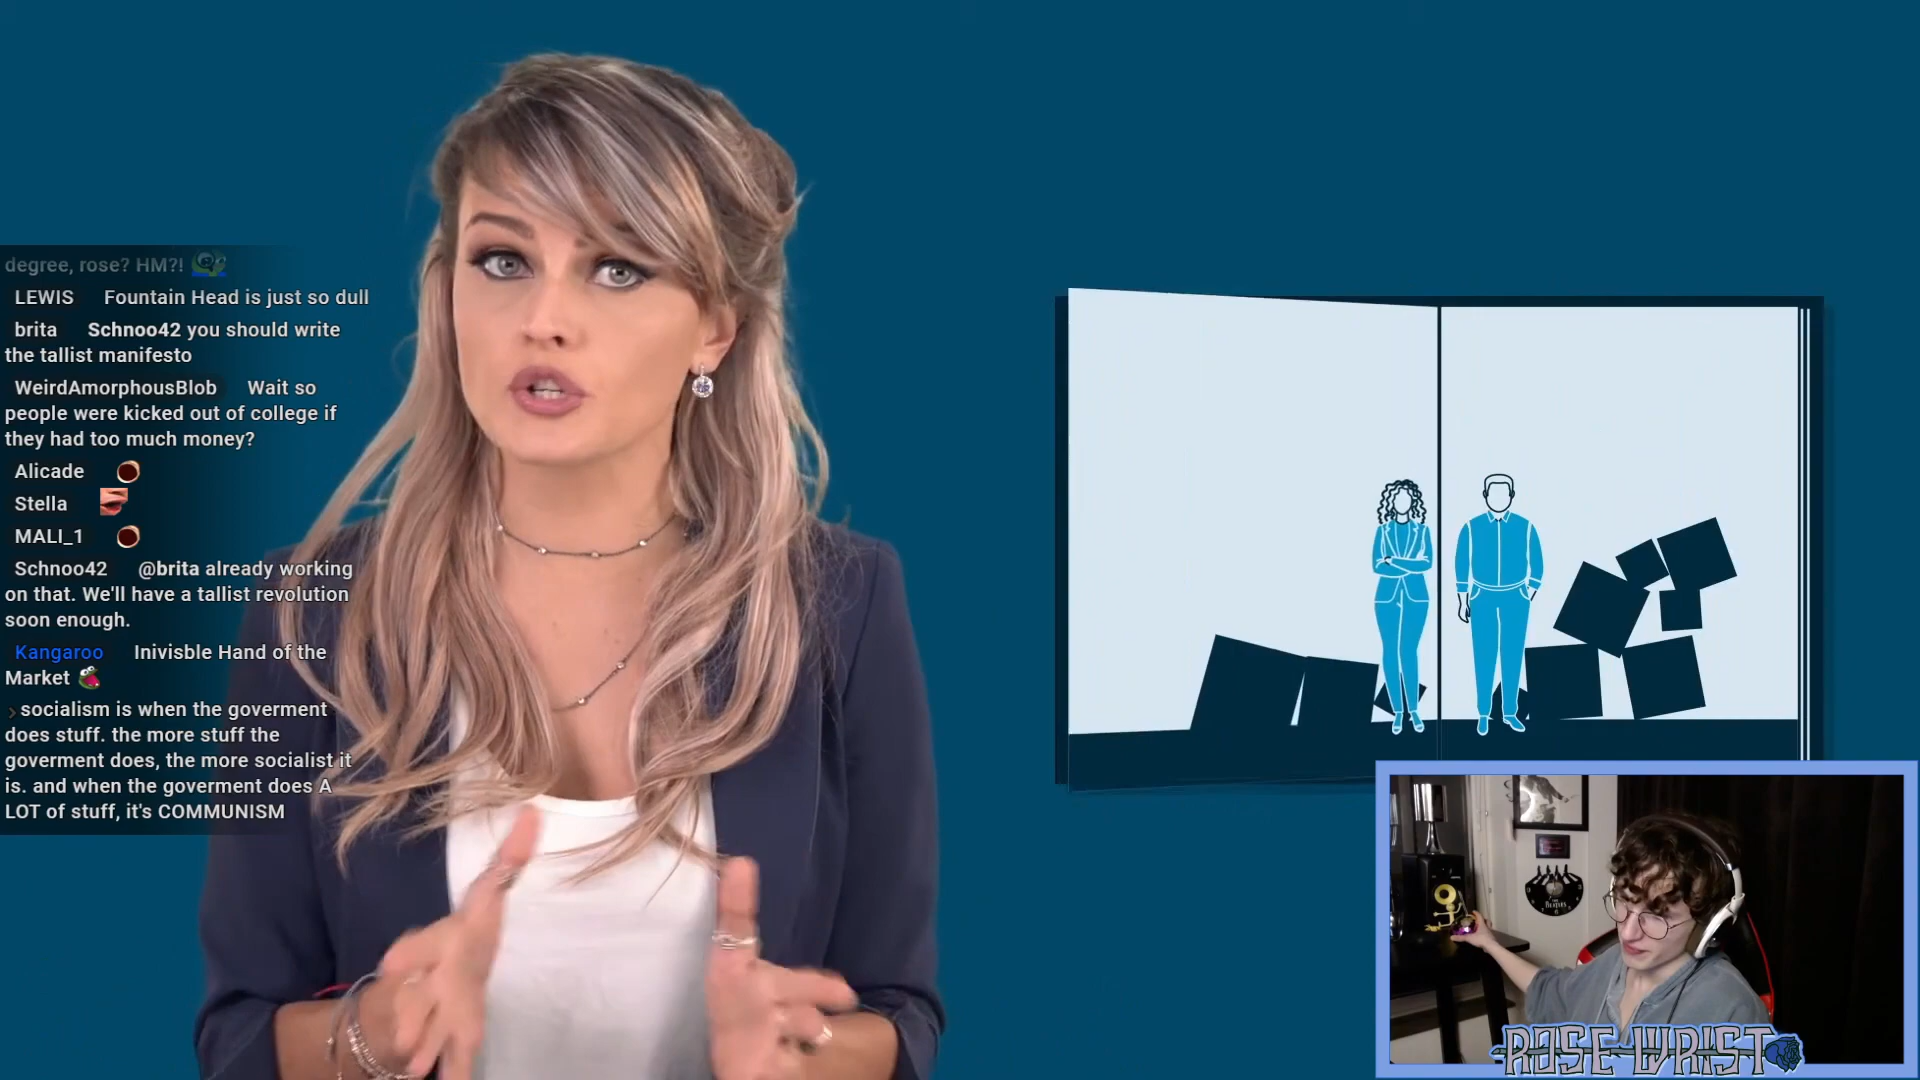 degree, rose? HM?!
LEWIS Fountain Head is just so dull
brita Schnoo42 you should write
the tallist manifesto
WeirdAmorphousBlob Wait so
people were kicked out of college if
they had too much money?
Alicade
Stella
MALI_1
Schnoo42 @brita already working
on that. We'll have a tallist revolution
soon enough.
Kangaroo Inivisble Hand of the
Market
socialism is when the goverment
does stuff. the more stuff the
goverment does, the more socialist it
is. and when the goverment does A
LOT of stuff, it's COMMUNISM
THE
BEATLES
ROSE WRIST